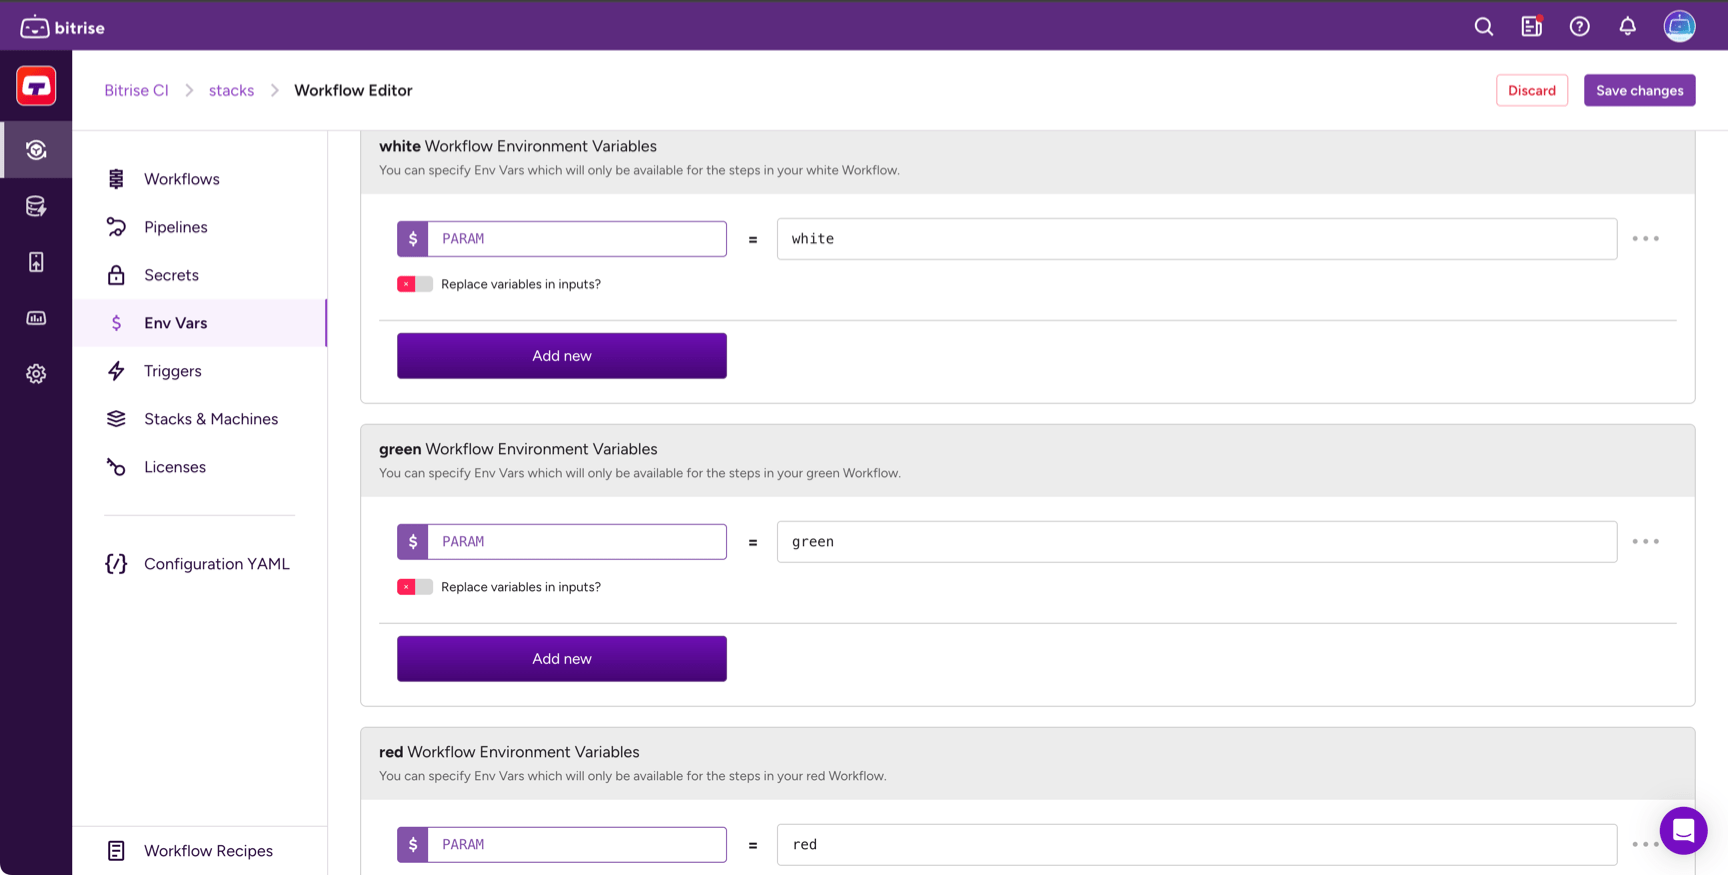 bitrise
Bitrise CI
stacks
Workflow Editor
Discard
Save changes
Workflows
Pipelines
Secrets
$ Env Vars
Triggers
Stacks & Machines
Licenses
Configuration YAML
Workflow Recipes
white Workflow Environment Variables
You can specify Env Vars which will only be available for the steps in your white Workflow.
$ PARAM = white
Replace variables in inputs?
Add new
green Workflow Environment Variables
You can specify Env Vars which will only be available for the steps in your green Workflow.
$ PARAM = green
Replace variables in inputs?
Add new
red Workflow Environment Variables
You can specify Env Vars which will only be available for the steps in your red Workflow.
$ PARAM = red